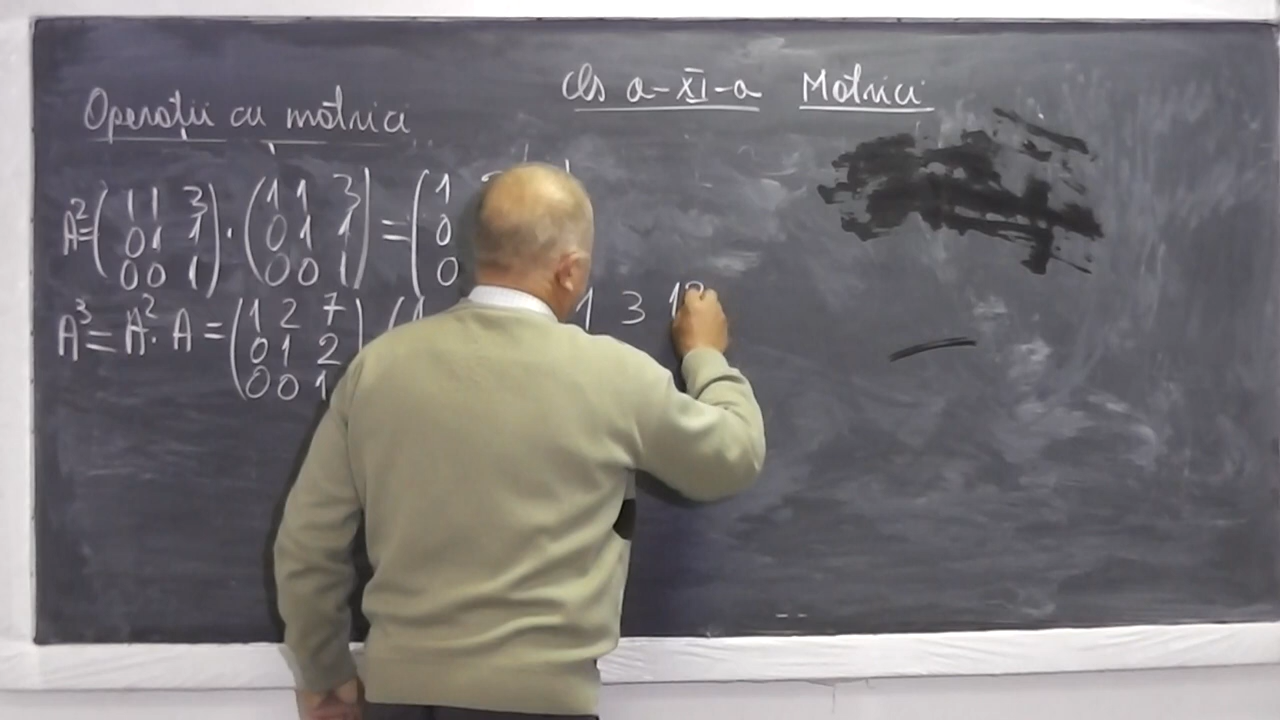 Cls a-XI-a Matrici
Operații cu matrici
A²=(1 1 3) · (1 1 3) = (1
0 1 1 0 1 1 0
0 0 1 0 0 1 0
A³= A². A = (1 2 7) (1 1 3
0 1 2
0 0 1